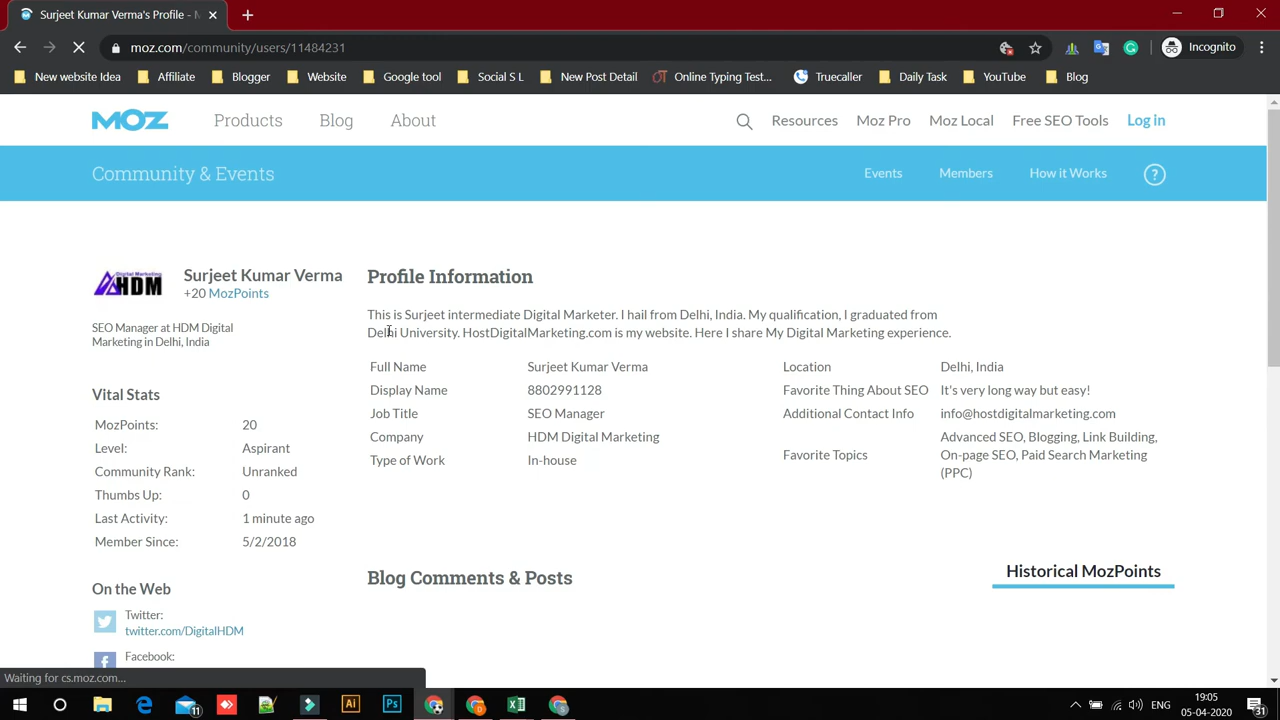 Surjeet Kumar Verma's Profile - M
moz.com/community/users/11484231
Incognito
New website Idea
Affiliate
Blogger
Website
Google tool
Social S L
New Post Detail
OT Online Typing Test...
Truecaller
Daily Task
YouTube
Blog
MOZ
Products
Blog
About
Resources
Moz Pro
Moz Local
Free SEO Tools
Log in
Community & Events
Events
Members
How it Works
?
Digital Marketing
HDM
Surjeet Kumar Verma
+20 MozPoints
SEO Manager at HDM Digital
Marketing in Delhi, India
Vital Stats
MozPoints: 20
Level: Aspirant
Community Rank: Unranked
Thumbs Up: 0
Last Activity: 1 minute ago
Member Since: 5/2/2018
On the Web
Twitter:
twitter.com/DigitalHDM
Facebook:
Profile Information
This is Surjeet intermediate Digital Marketer. I hail from Delhi, India. My qualification, I graduated from
Delhi University. HostDigitalMarketing.com is my website. Here I share My Digital Marketing experience.
Full Name Surjeet Kumar Verma
Display Name 8802991128
Job Title SEO Manager
Company HDM Digital Marketing
Type of Work In-house
Location Delhi, India
Favorite Thing About SEO It's very long way but easy!
Additional Contact Info info@hostdigitalmarketing.com
Favorite Topics Advanced SEO, Blogging, Link Building,
On-page SEO, Paid Search Marketing
(PPC)
Blog Comments & Posts
Historical MozPoints
Waiting for cs.moz.com...
11
Ai
Ps
ENG
19:05
05-04-2020
31